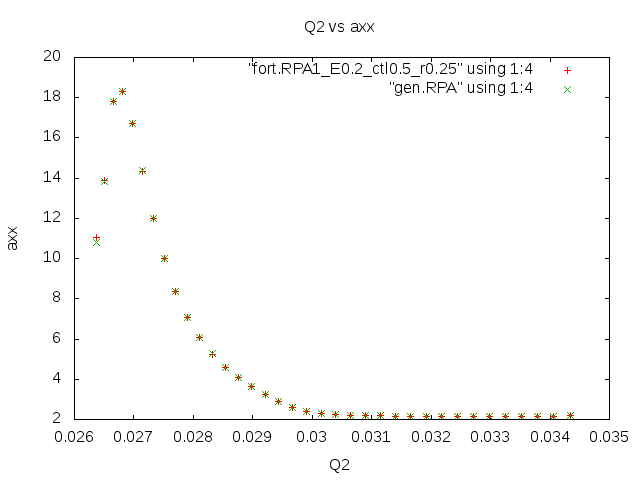 Q2 vs axx
"fort.RPA1_E0.2_ctl0.5_r0.25" using 1:4
"gen.RPA" using 1:4
axx
20
18
16
14
12
10
8
6
4
2
0.026 0.027 0.028 0.029 0.03 0.031 0.032 0.033 0.034 0.035
Q2